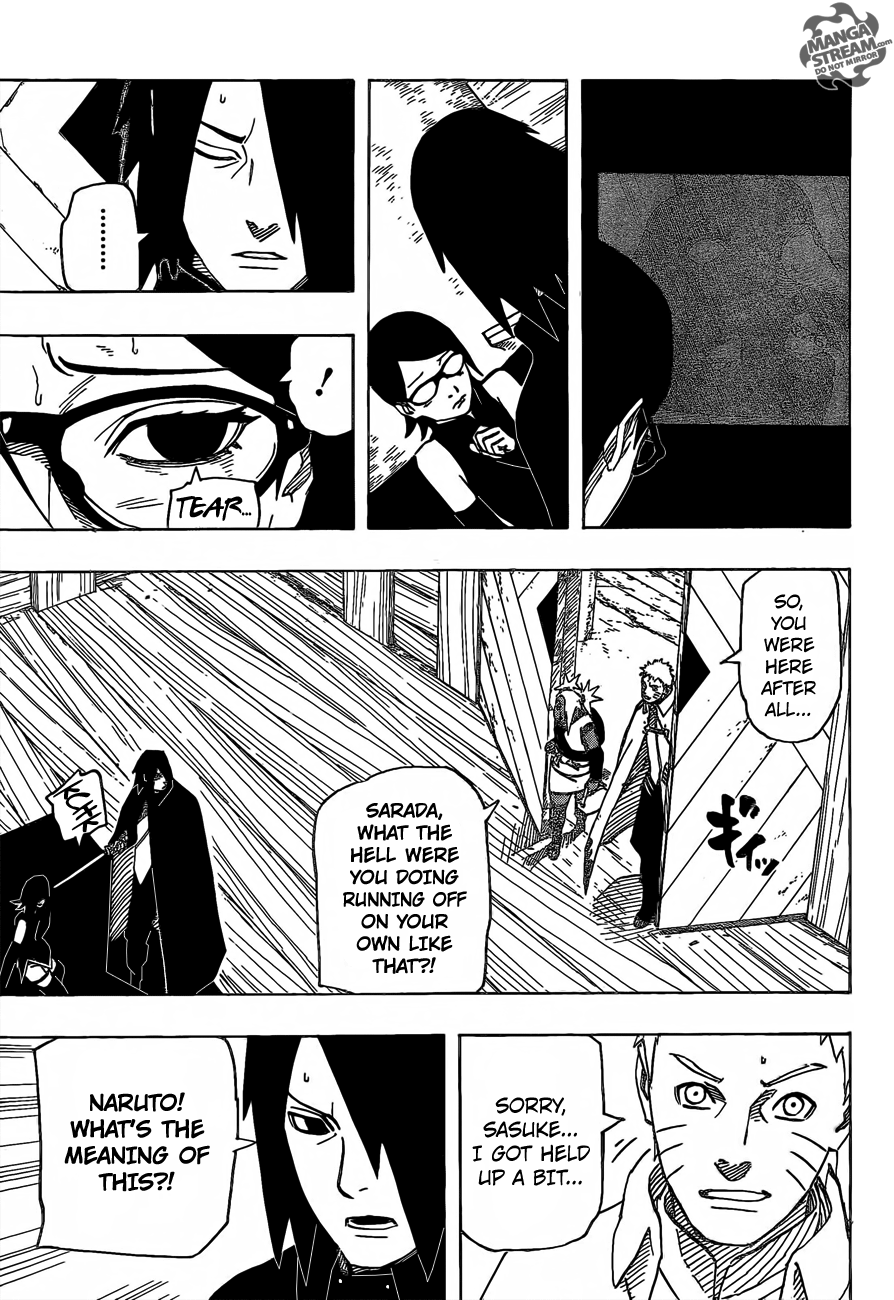 MANGA
STREAM.com
DO NOT MIRROR
.........
!
TEAR...
SO,
YOU
WERE
HERE
AFTER
ALL...
ギイッ
SARADA,
WHAT THE
HELL WERE
YOU DOING
RUNNING OFF
ON YOUR
OWN LIKE
THAT?!
KCHK
SORRY,
SASUKE...
I GOT HELD
UP A BIT...
NARUTO!
WHAT'S THE
MEANING OF
THIS?!